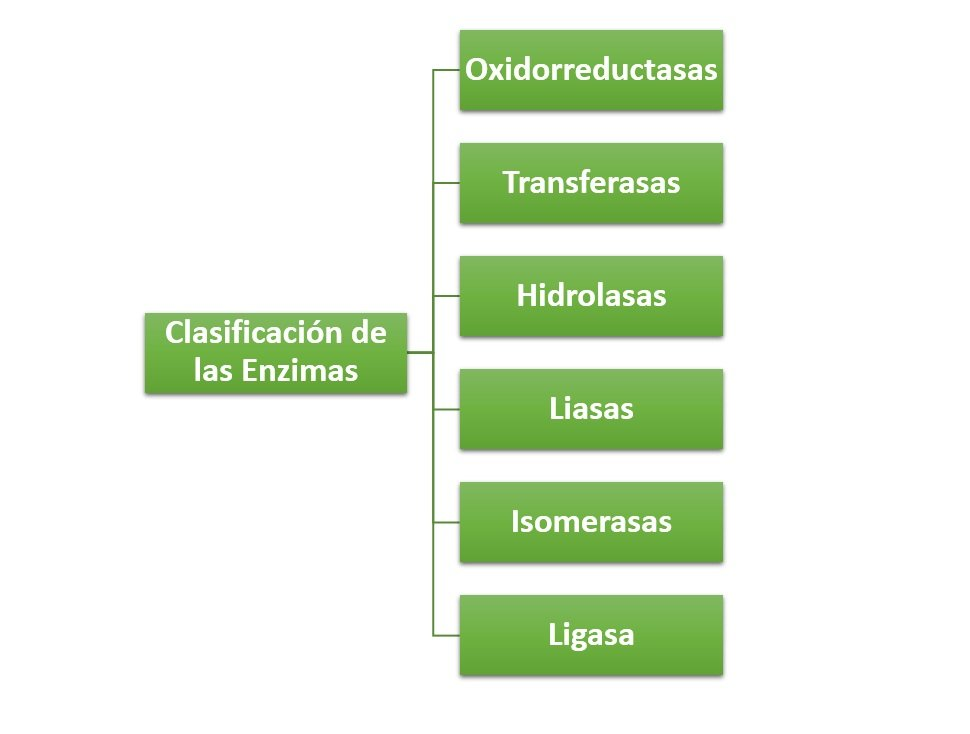 Oxidorreductasas
Transferasas
Hidrolasas
Clasificación de
las Enzimas
Liasas
Isomerasas
Ligasa